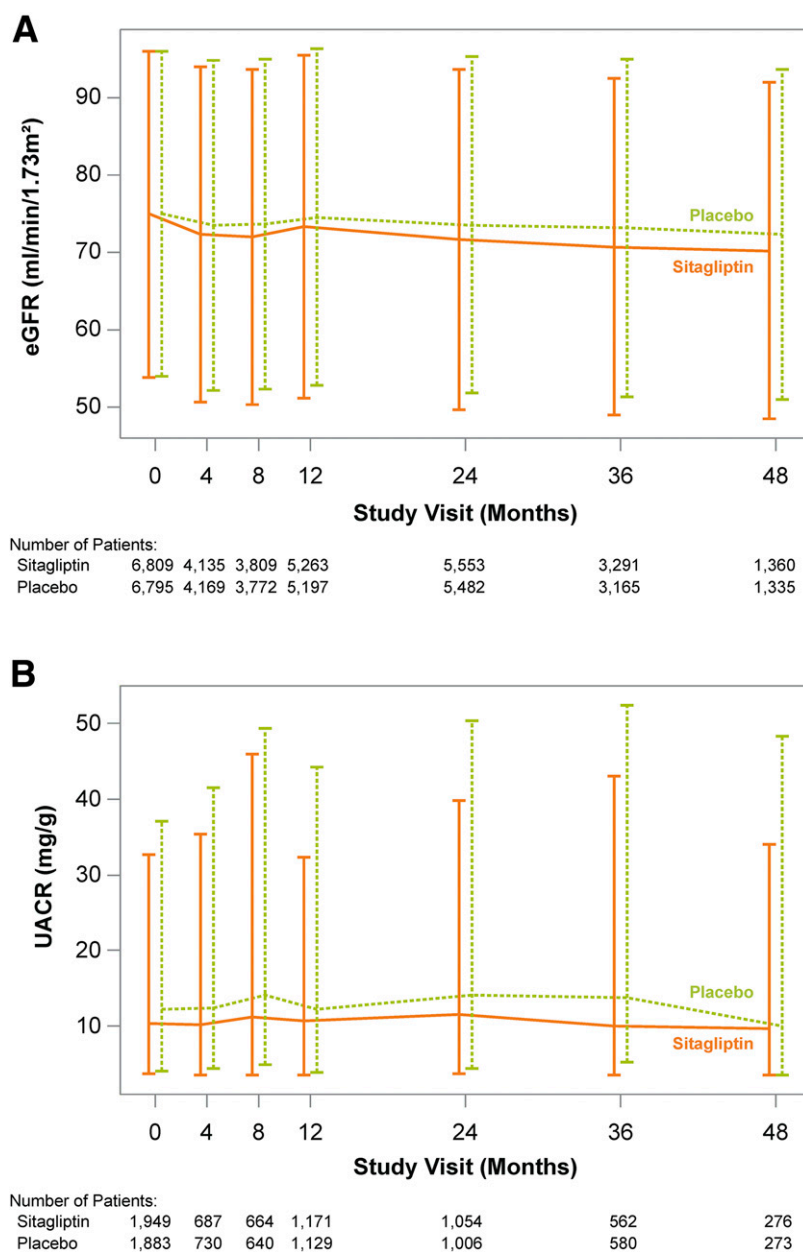 A
eGFR (ml/min/1.73m²)
90
80
70
60
50
Placebo
Sitagliptin
0 4 8 12 24 36 48
Study Visit (Months)
Number of Patients:
Sitagliptin 6,809 4,135 3,809 5,263 5,553 3,291 1,360
Placebo 6,795 4,169 3,772 5,197 5,482 3,165 1,335
B
UACR (mg/g)
50
40
30
20
10
Placebo
Sitagliptin
0 4 8 12 24 36 48
Study Visit (Months)
Number of Patients:
Sitagliptin 1,949 687 664 1,171 1,054 562 276
Placebo 1,883 730 640 1,129 1,006 580 273